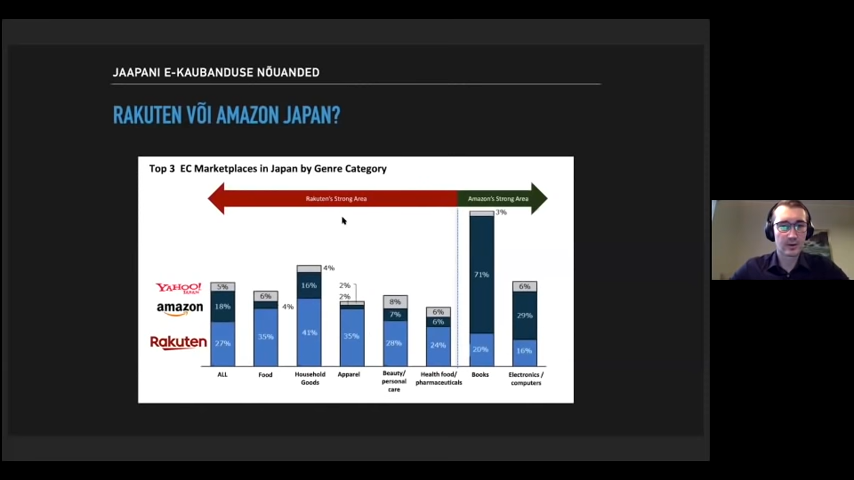 JAAPANI E-KAUBANDUSE NÕUANDED
RAKUTEN VÕI AMAZON JAPAN?
Top 3 EC Marketplaces in Japan by Genre Category
Rakuten's Strong Area
Amazon's Strong Area
YAHOO!
JAPAN
amazon
Rakuten
5%
18%
27%
6%
4%
35%
4%
16%
41%
2%
2%
35%
8%
7%
28%
6%
6%
24%
3%
71%
20%
6%
29%
16%
ALL
Food
Household
Goods
Apparel
Beauty/
personal
care
Health food/
pharmaceuticals
Books
Electronics /
computers